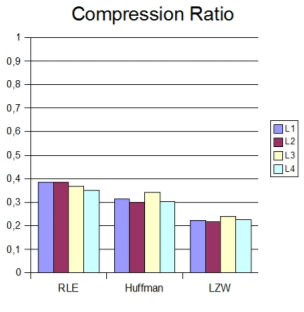 Compression Ratio
1
0,9
0,8
0,7
0,6
0,5
0,4
0,3
0,2
0,1
0
RLE Huffman LZW
L1
L2
L3
L4